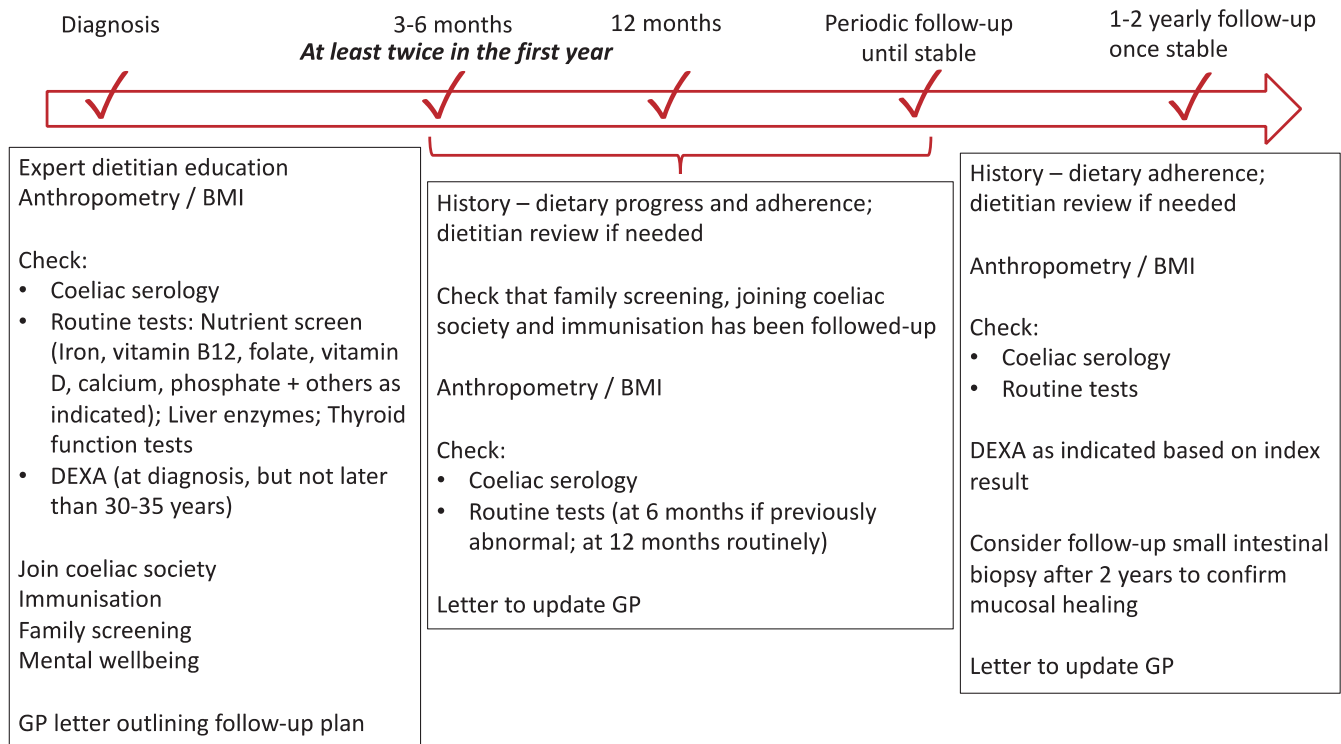 Diagnosis
3-6 months
At least twice in the first year
12 months
Periodic follow-up
until stable
1-2 yearly follow-up
once stable
Expert dietitian education
Anthropometry / BMI
Check:
• Coeliac serology
• Routine tests: Nutrient screen
(Iron, vitamin B12, folate, vitamin
D, calcium, phosphate + others as
indicated); Liver enzymes; Thyroid
function tests
• DEXA (at diagnosis, but not later
than 30-35 years)
Join coeliac society
Immunisation
Family screening
Mental wellbeing
GP letter outlining follow-up plan
History – dietary progress and adherence;
dietitian review if needed
Check that family screening, joining coeliac
society and immunisation has been followed-up
Anthropometry / BMI
Check:
• Coeliac serology
• Routine tests (at 6 months if previously
abnormal; at 12 months routinely)
Letter to update GP
History – dietary adherence;
dietitian review if needed
Anthropometry / BMI
Check:
• Coeliac serology
• Routine tests
DEXA as indicated based on index
result
Consider follow-up small intestinal
biopsy after 2 years to confirm
mucosal healing
Letter to update GP